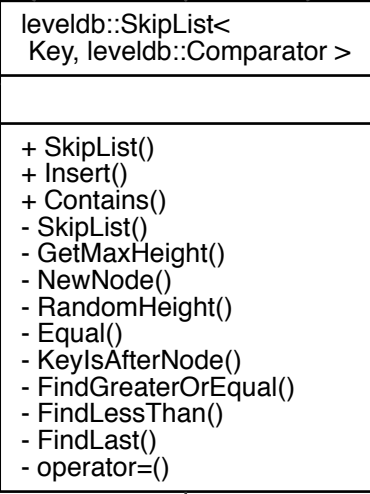 leveldb::SkipList<
Key, leveldb::Comparator >
+ SkipList()
+ Insert()
+ Contains()
- SkipList()
- GetMaxHeight()
- NewNode()
- RandomHeight()
- Equal()
- KeyIsAfterNode()
- FindGreaterOrEqual()
- FindLessThan()
- FindLast()
- operator=()